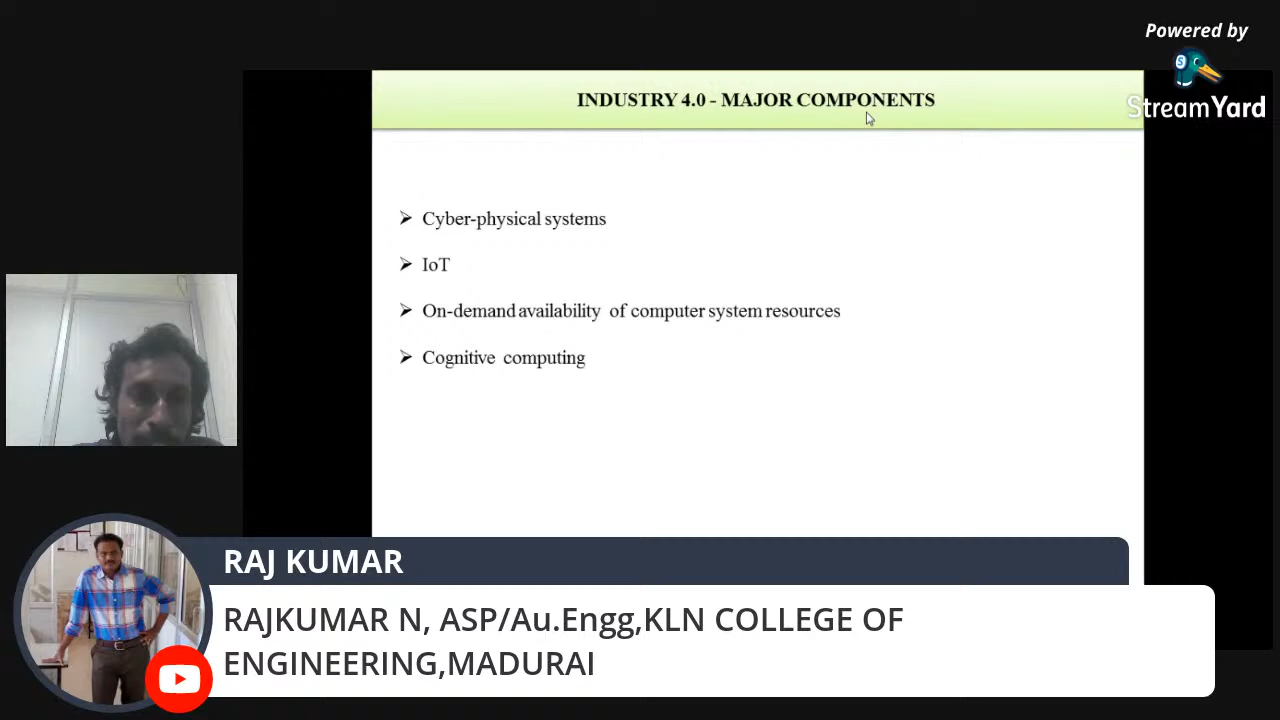 Powered by
StreamYard
INDUSTRY 4.0 - MAJOR COMPONENTS
➢ Cyber-physical systems
➢ IoT
➢ On-demand availability of computer system resources
➢ Cognitive computing
RAJ KUMAR
RAJKUMAR N, ASP/Au.Engg,KLN COLLEGE OF
ENGINEERING,MADURAI